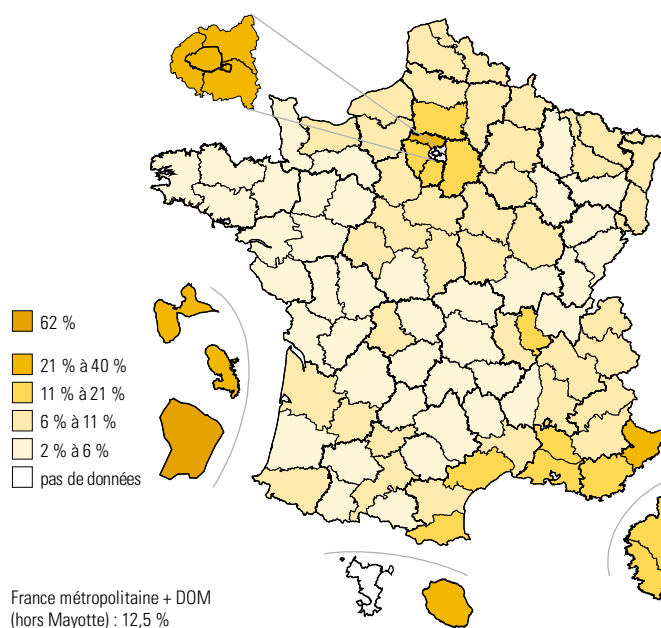 62 %
21 % à 40 %
11 % à 21 %
6 % à 11 %
2 % à 6 %
pas de données
France métropolitaine + DOM
(hors Mayotte) : 12,5 %